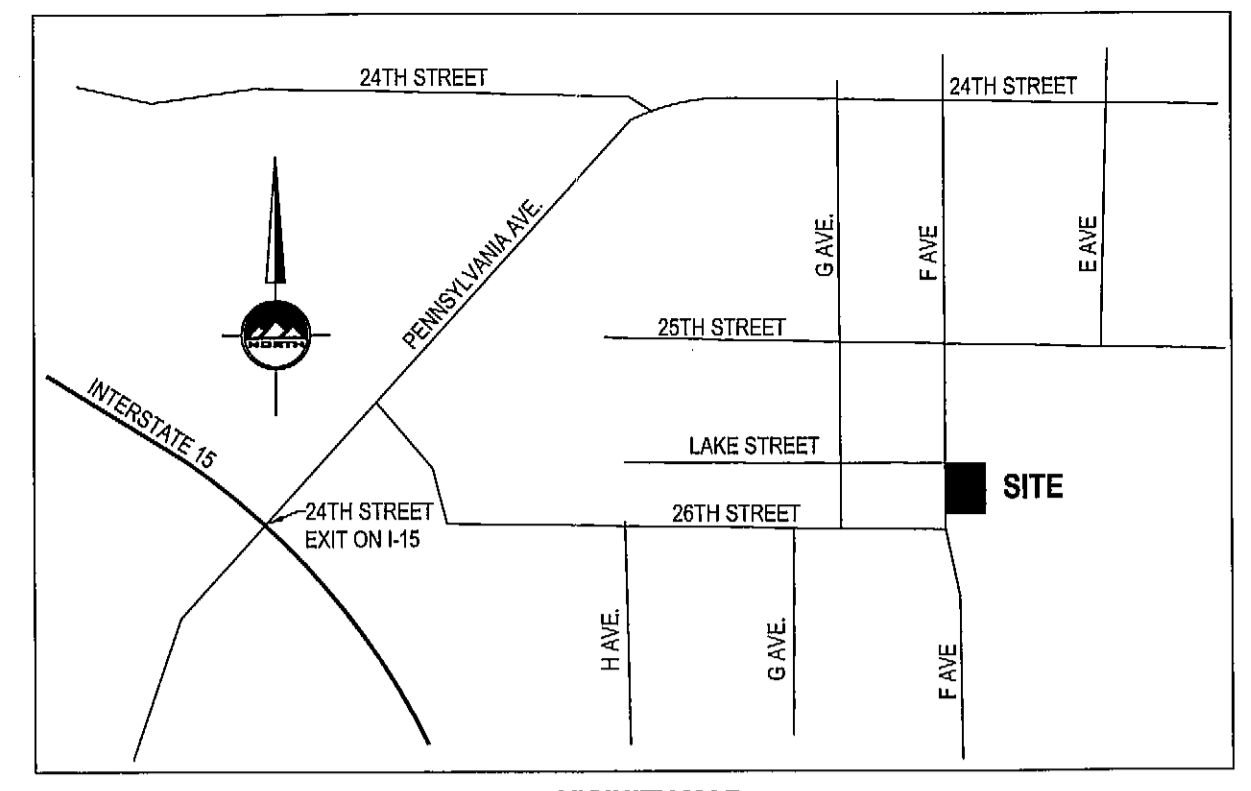 24TH STREET
24TH STREET
PENNSYLVANIA AVE.
G AVE.
F AVE
E AVE
25TH STREET
NORTH
INTERSTATE 15
LAKE STREET
SITE
24TH STREET
EXIT ON I-15
26TH STREET
H AVE.
G AVE.
F AVE